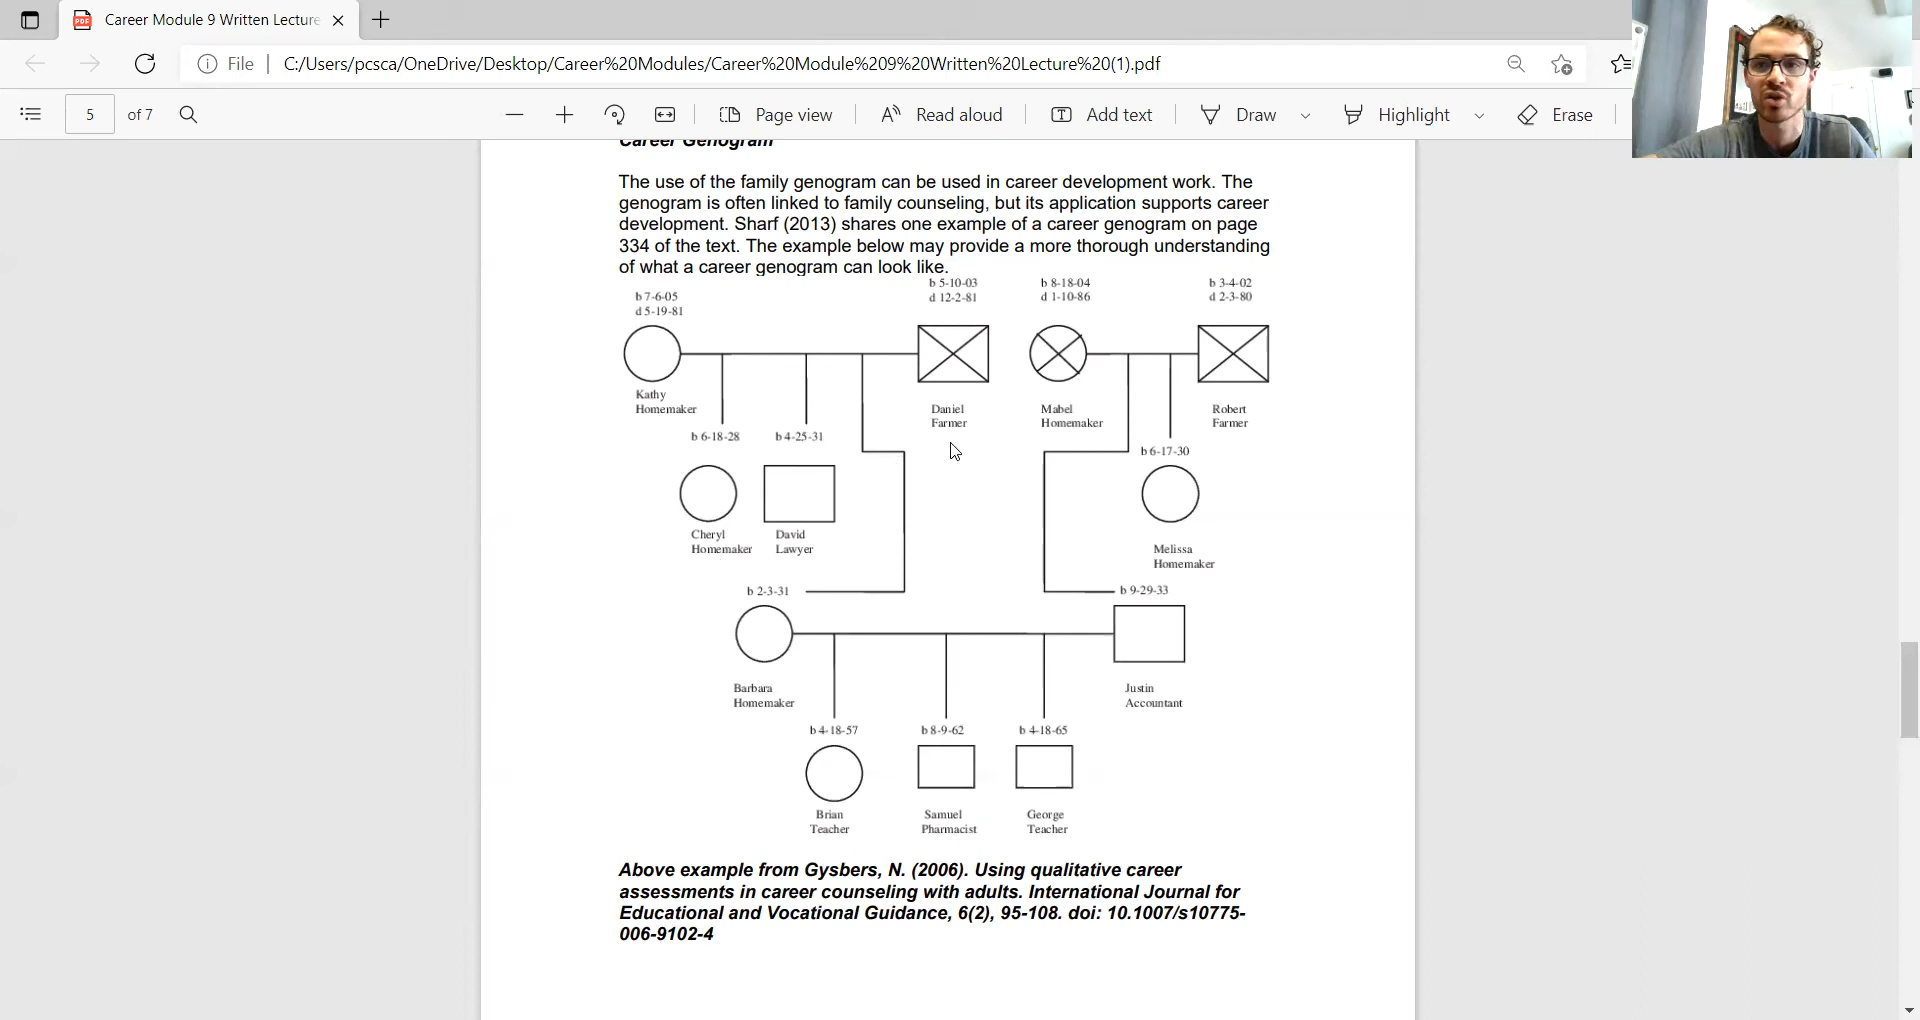 Career Module 9 Written Lecture
File
C:/Users/pcsca/OneDrive/Desktop/Career%20Modules/Career%20Module%209%20Written%20Lecture%20(1).pdf
5
of 7
Page view
Read aloud
Add text
Draw
Highlight
Erase
Career Genogram
The use of the family genogram can be used in career development work. The
genogram is often linked to family counseling, but its application supports career
development. Sharf (2013) shares one example of a career genogram on page
334 of the text. The example below may provide a more thorough understanding
of what a career genogram can look like.
b 7-6-05
d 5-19-81
b 5-10-03
d 12-2-81
b 8-18-04
d 1-10-86
b 3-4-02
d 2-3-80
Kathy
Homemaker
Daniel
Farmer
Mabel
Homemaker
Robert
Farmer
b 6-18-28
b 4-25-31
b 6-17-30
Cheryl
Homemaker
David
Lawyer
Melissa
Homemaker
b 2-3-31
b 9-29-33
Barbara
Homemaker
Justin
Accountant
b 4-18-57
b 8-9-62
b 4-18-65
Brian
Teacher
Samuel
Pharmacist
George
Teacher
Above example from Gysbers, N. (2006). Using qualitative career
assessments in career counseling with adults. International Journal for
Educational and Vocational Guidance, 6(2), 95-108. doi: 10.1007/s10775-
006-9102-4